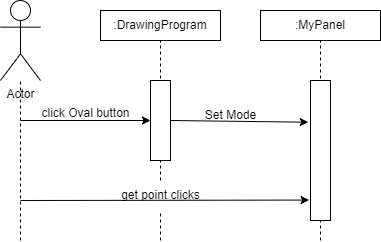 :DrawingProgram
:MyPanel
Actor
click Oval button
Set Mode
get point clicks